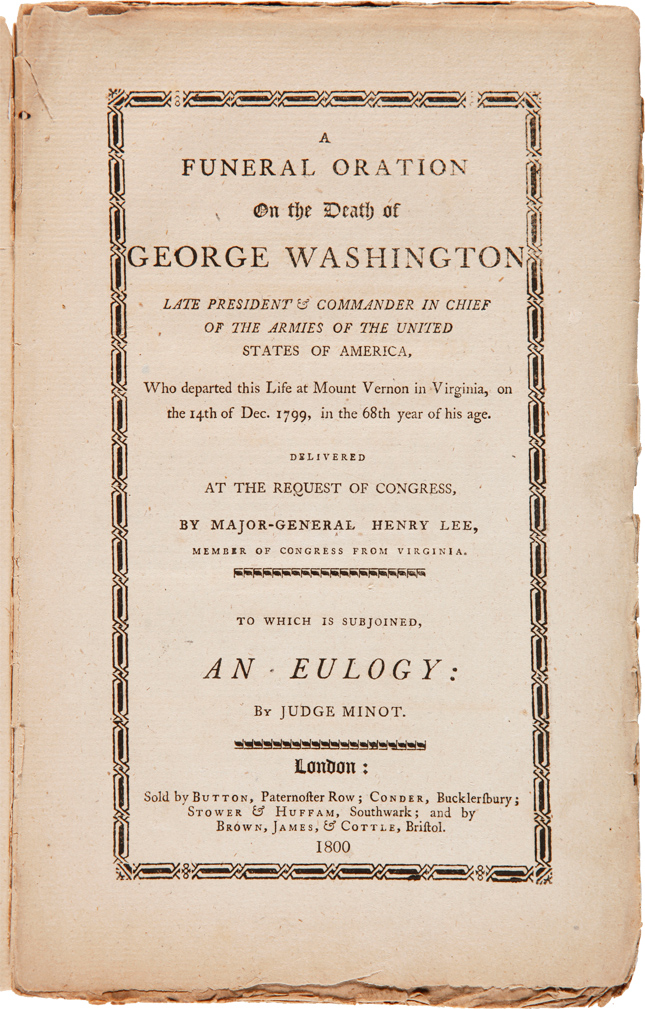 A
FUNERAL ORATION
On the Death of
GEORGE WASHINGTON
LATE PRESIDENT & COMMANDER IN CHIEF
OF THE ARMIES OF THE UNITED
STATES OF AMERICA,
Who departed this Life at Mount Vernon in Virginia, on
the 14th of Dec. 1799, in the 68th year of his age.
DELIVERED
AT THE REQUEST OF CONGRESS,
BY MAJOR-GENERAL HENRY LEE,
MEMBER OF CONGRESS FROM VIRGINIA.
TO WHICH IS SUBJOINED,
AN EULOGY:
BY JUDGE MINOT.
London:
Sold by BUTTON, Paternoſter Row; CONDER, Bucklerſbury;
STOWER & HUFFAM, Southwark; and by
BROWN, JAMES, & COTTLE, Briſtol.
1800